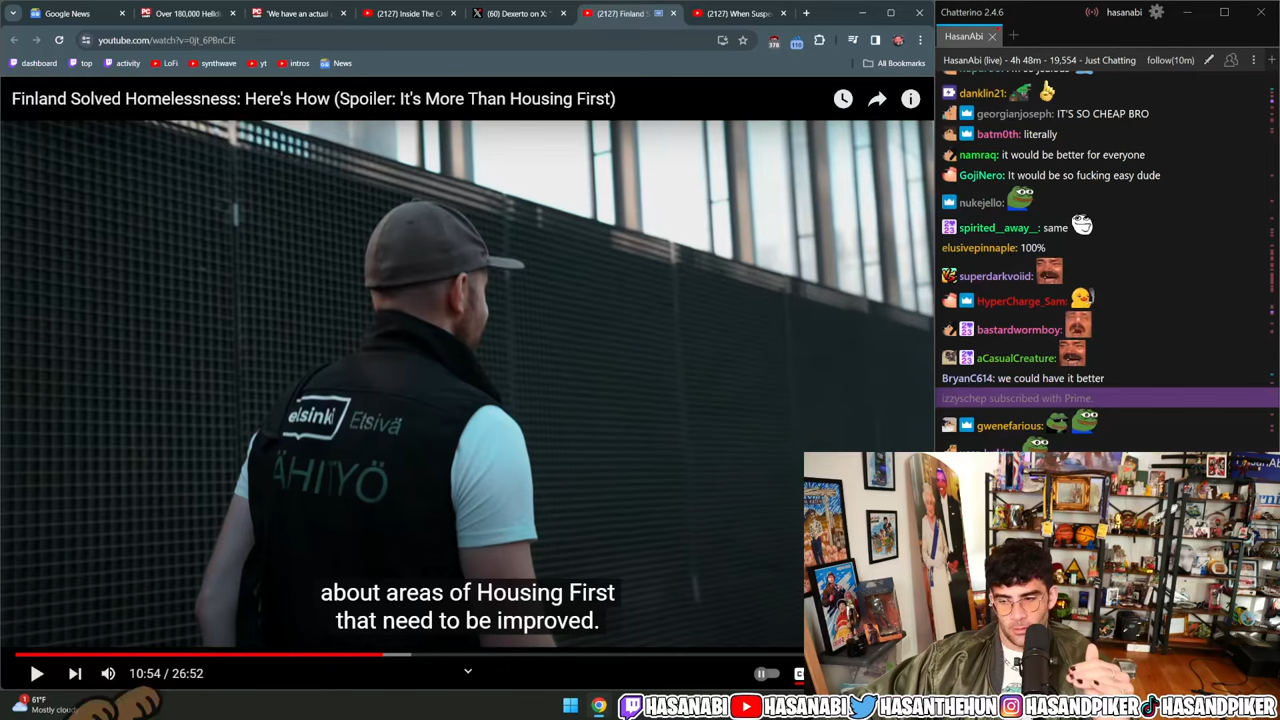 Google News
Over 180,000 Helldi
"We have an actual
(2127) Inside The C
(60) Dexerto on X:
(2127) Finland S
(2127) When Suspe
Chatterino 2.4.6
hasanabi
youtube.com/watch?v=0jt_6PBnCJE
378
110
HasanAbi
dashboard
top
activity
LoFi
synthwave
yt
intros
News
All Bookmarks
HasanAbi (live) - 4h 48m - 19,554 - Just Chatting
follow(10m)
Finland Solved Homelessness: Here's How (Spoiler: It's More Than Housing First)
danklin21:
georgianjoseph: IT'S SO CHEAP BRO
batm0th: literally
namraq: it would be better for everyone
GojiNero: It would be so fucking easy dude
nukejello:
spirited__away__: same
elusivepinnaple: 100%
superdarkvoiid:
HyperCharge_Sam:
bastardwormboy:
aCasualCreature:
BryanC614: we could have it better
izzyschep subscribed with Prime.
gwenefarious:
elsinki
Etsivä
ÄHITYÖ
about areas of Housing First
that need to be improved.
10:54 / 26:52
61°F
Mostly cloudy
HASANABI
HASANABI
HASANTHEHUN
HASANDPIKER
HASANDPIKER